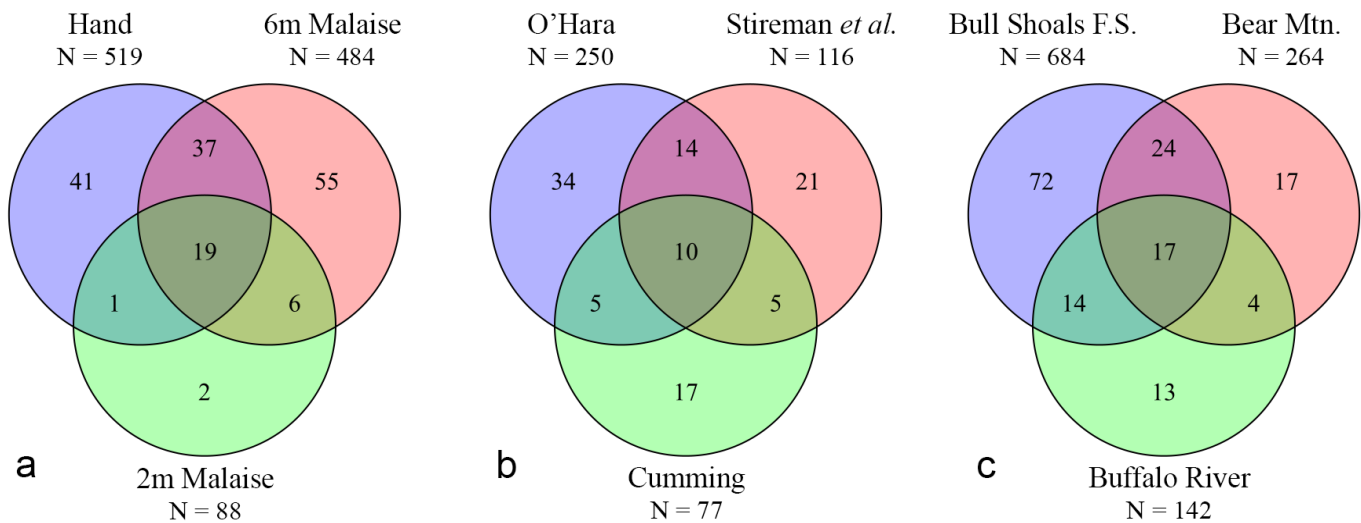 Hand 6m Malaise O’Hara Stireman et al. Bull Shoals F.S. Bear Mtn.
N = 519 N = 484 N = 250 N = 116 N = 684 N = 264
37 14 24
41 55 34 21 72 17
19 10 17
1 6 5 5 14 4
2 17 13
a b c
2m Malaise Cumming Buffalo River
N = 88 N = 77 N = 142